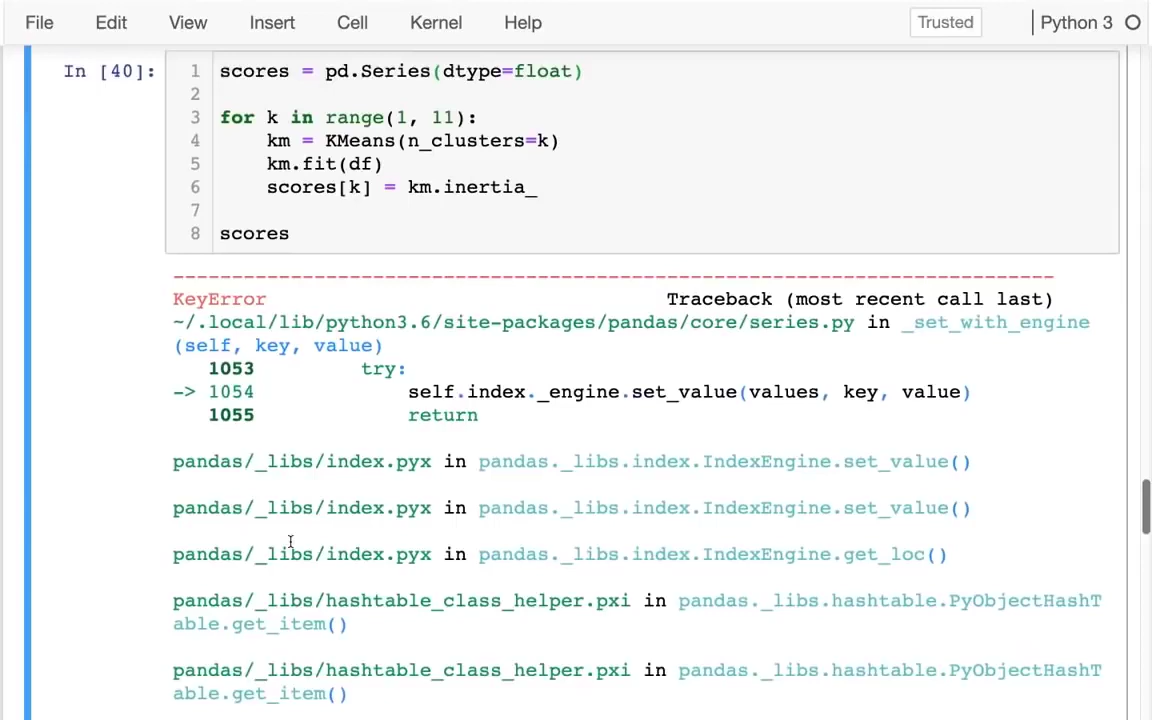 File Edit View Insert Cell Kernel Help Trusted Python 3
In [40]: 1 scores = pd.Series(dtype=float)
2
3 for k in range(1, 11):
4     km = KMeans(n_clusters=k)
5     km.fit(df)
6     scores[k] = km.inertia_
7
8 scores
---------------------------------------------------------------------------
KeyError                                  Traceback (most recent call last)
~/.local/lib/python3.6/site-packages/pandas/core/series.py in _set_with_engine
(self, key, value)
   1053         try:
-> 1054             self.index._engine.set_value(values, key, value)
   1055             return
pandas/_libs/index.pyx in pandas._libs.index.IndexEngine.set_value()
pandas/_libs/index.pyx in pandas._libs.index.IndexEngine.set_value()
pandas/_libs/index.pyx in pandas._libs.index.IndexEngine.get_loc()
pandas/_libs/hashtable_class_helper.pxi in pandas._libs.hashtable.PyObjectHashT
able.get_item()
pandas/_libs/hashtable_class_helper.pxi in pandas._libs.hashtable.PyObjectHashT
able.get_item()